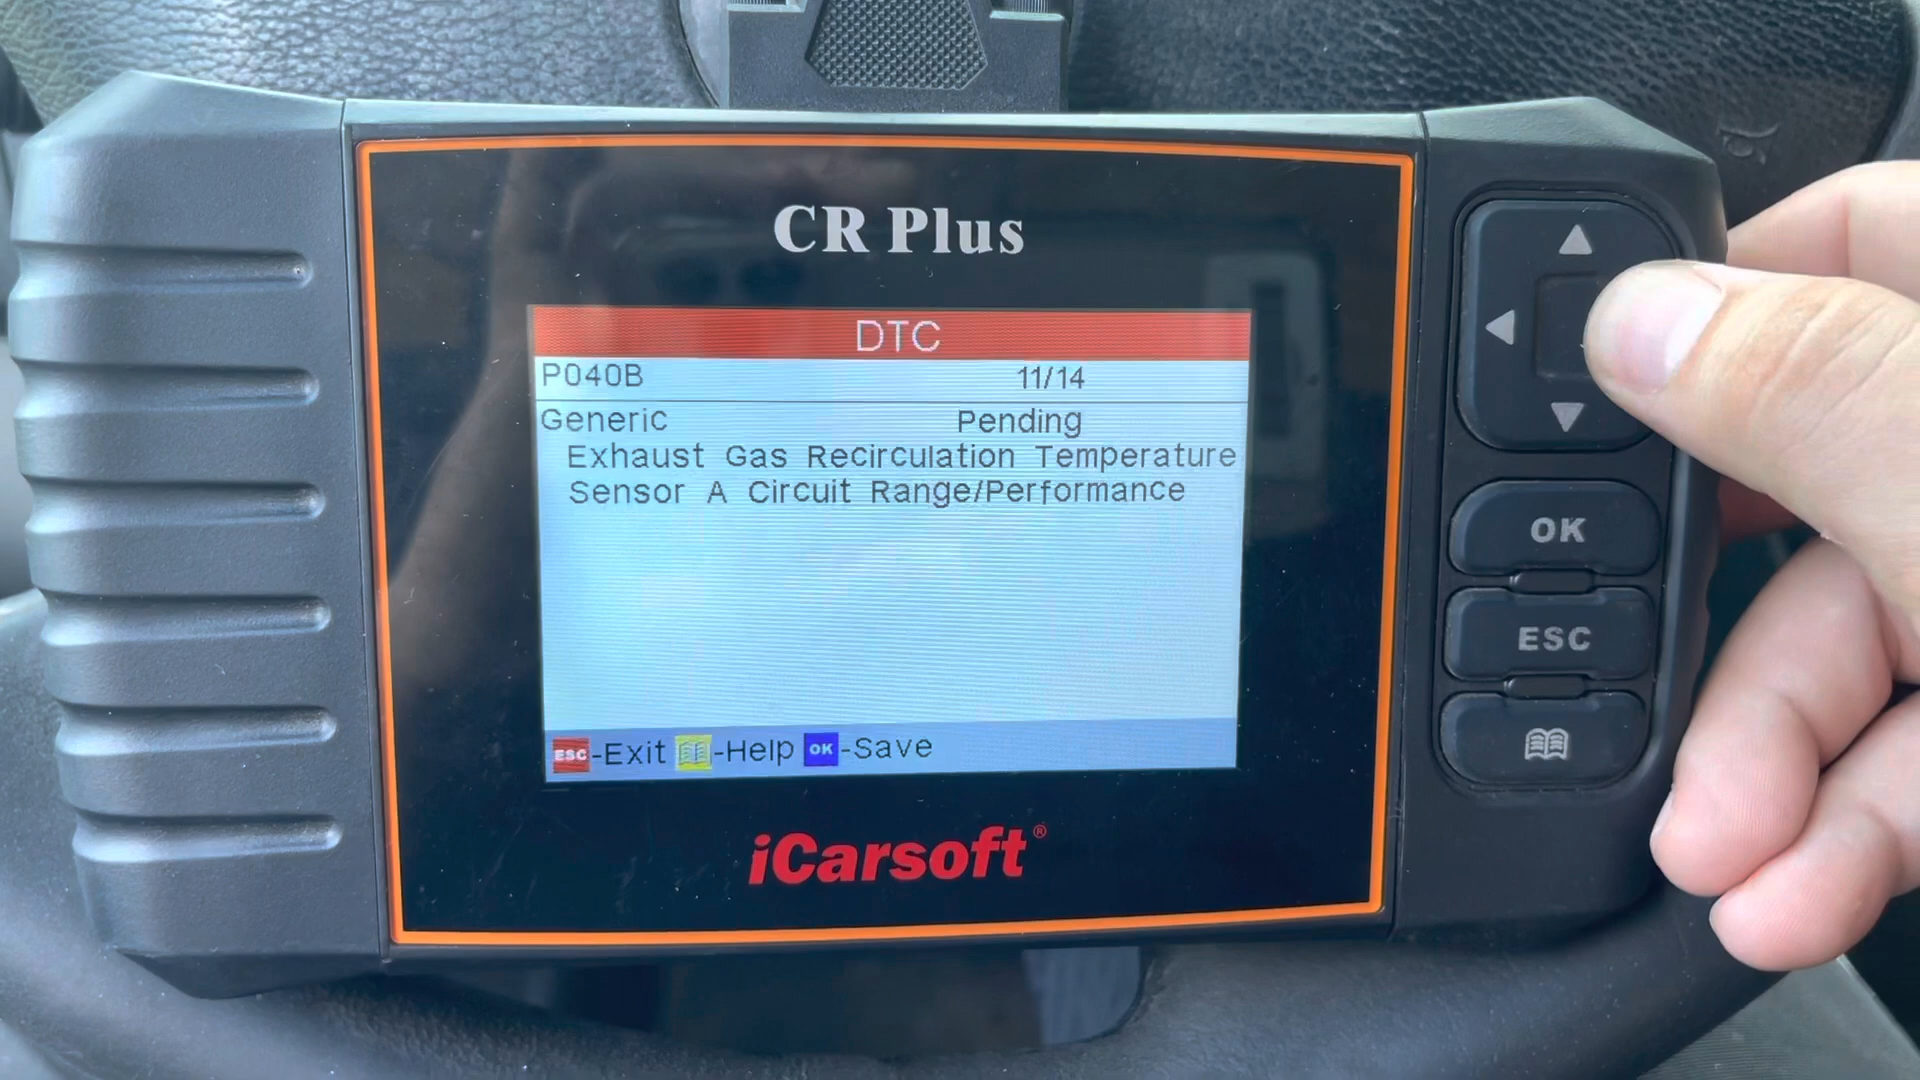 CR Plus
DTC
P040B 11/14
Generic Pending
Exhaust Gas Recirculation Temperature
Sensor A Circuit Range/Performance
ESC-Exit -Help OK-Save
iCarsoft®
OK
ESC